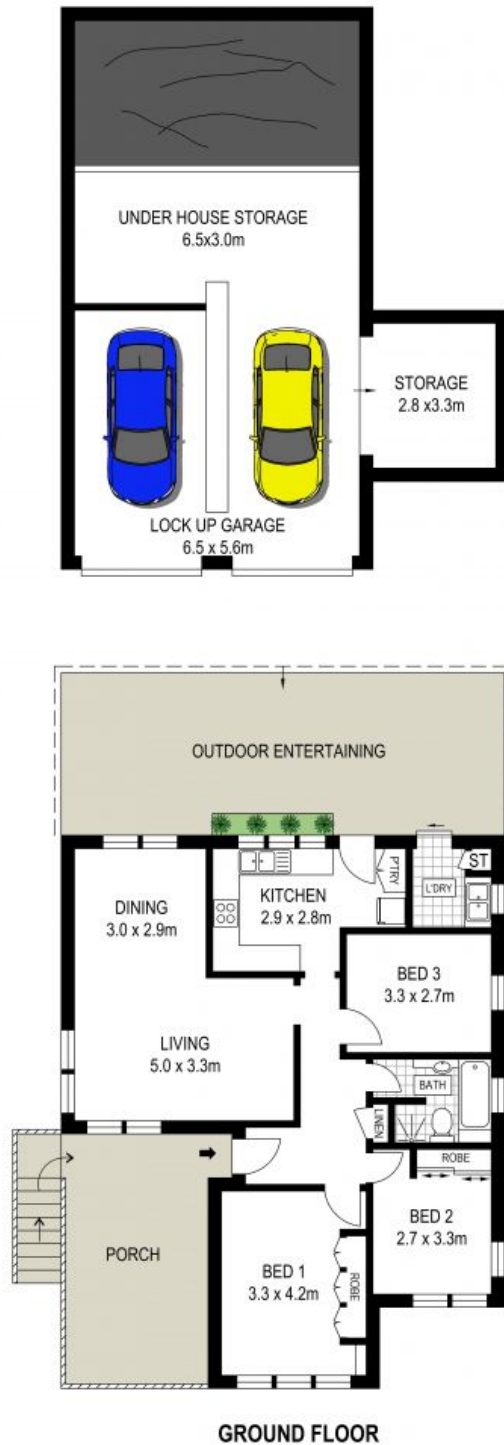 UNDER HOUSE STORAGE
6.5x3.0m
STORAGE
2.8 x3.3m
LOCK UP GARAGE
6.5 x 5.6m
OUTDOOR ENTERTAINING
DINING
3.0 x 2.9m
KITCHEN
2.9 x 2.8m
PTRY
L'DRY
ST
BED 3
3.3 x 2.7m
LIVING
5.0 x 3.3m
BATH
LINEN
ROBE
PORCH
BED 1
3.3 x 4.2m
ROBE
BED 2
2.7 x 3.3m
GROUND FLOOR